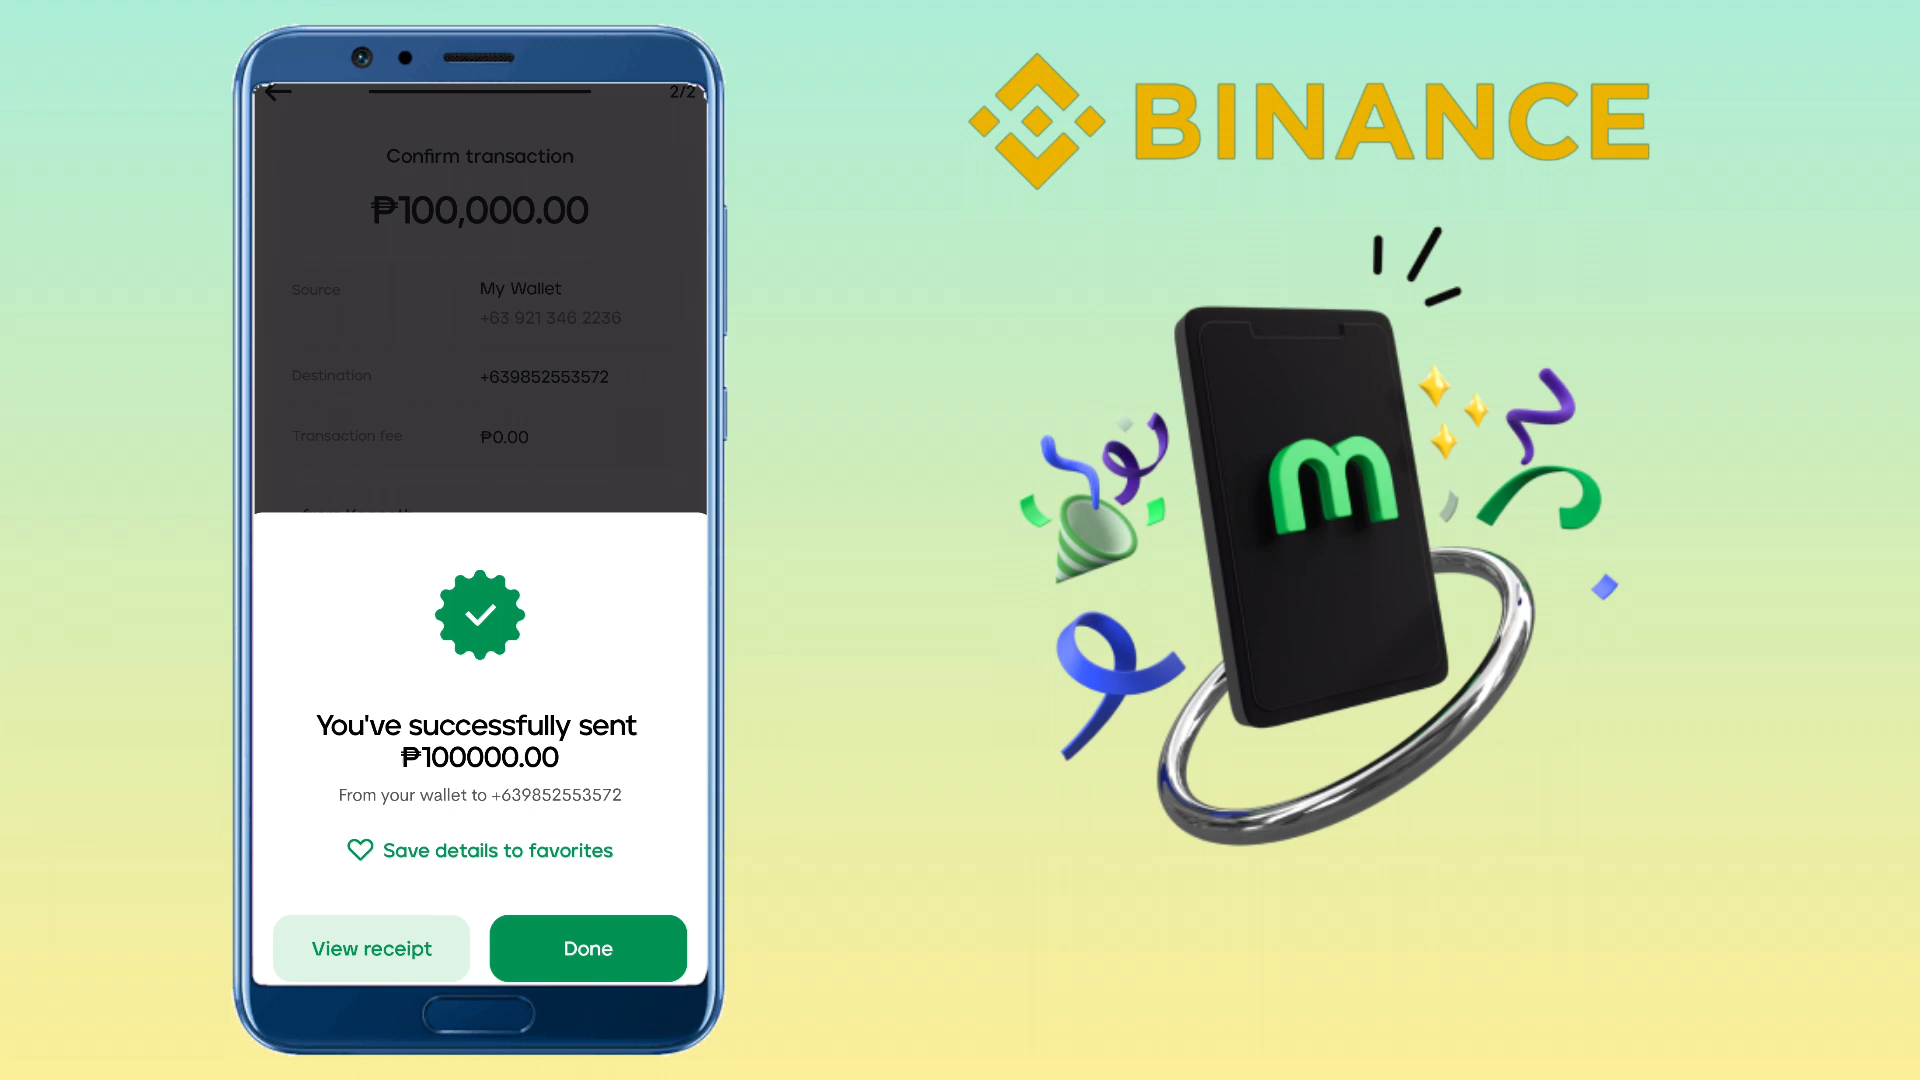 2/2
Confirm transaction
₱100,000.00
Source
My Wallet
+63 921 346 2236
Destination
+639852553572
Transaction fee
₱0.00
You've successfully sent
₱100000.00
From your wallet to +639852553572
Save details to favorites
View receipt
Done
BINANCE
m